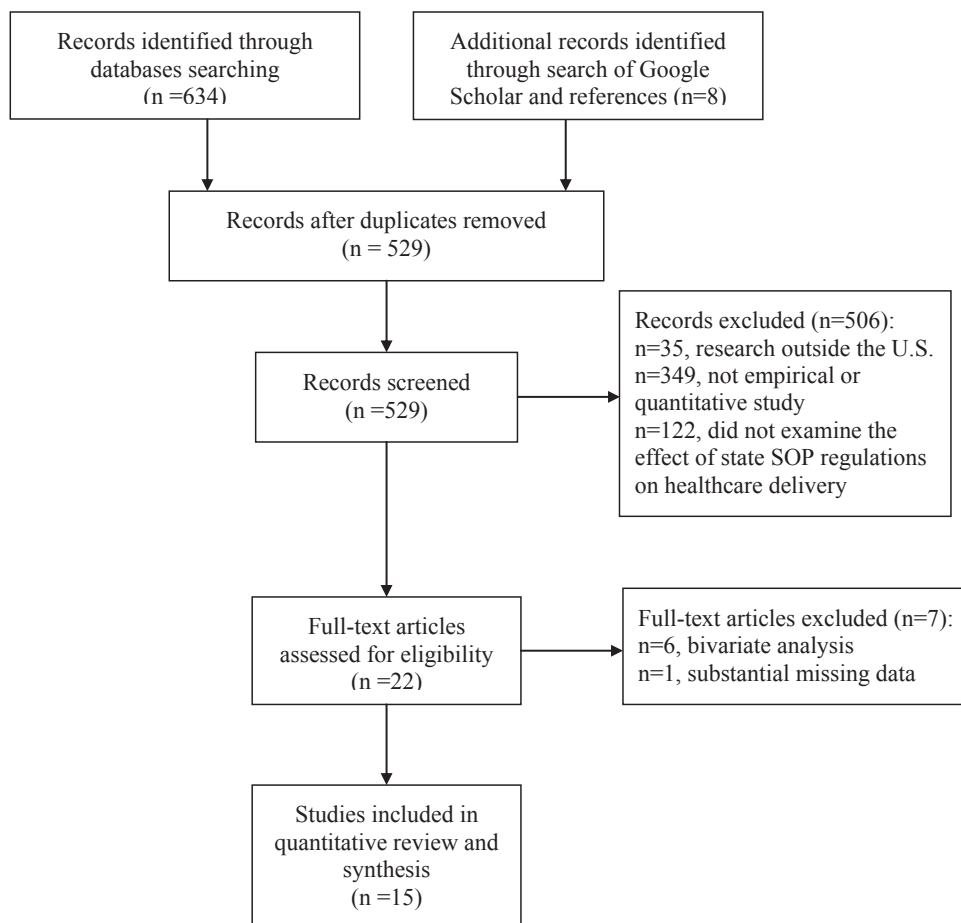 Records identified through
databases searching
(n =634)
Additional records identified
through search of Google
Scholar and references (n=8)
Records after duplicates removed
(n = 529)
Records screened
(n =529)
Records excluded (n=506):
n=35, research outside the U.S.
n=349, not empirical or
quantitative study
n=122, did not examine the
effect of state SOP regulations
on healthcare delivery
Full-text articles
assessed for eligibility
(n =22)
Full-text articles excluded (n=7):
n=6, bivariate analysis
n=1, substantial missing data
Studies included in
quantitative review and
synthesis
(n =15)